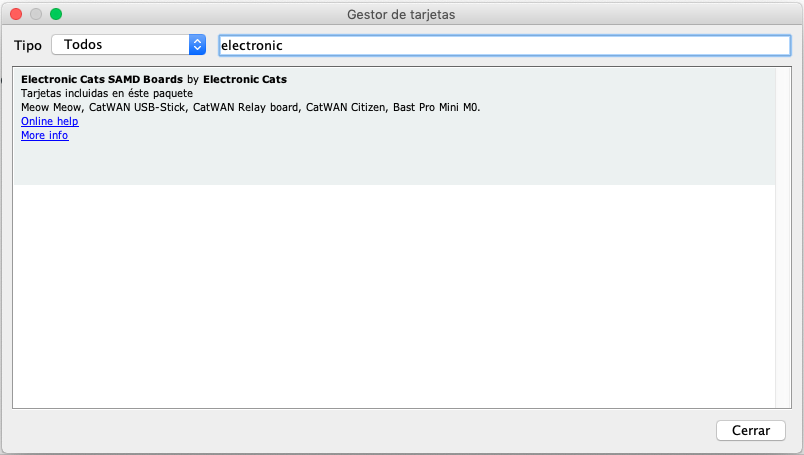 Gestor de tarjetas
Tipo Todos electronic
Electronic Cats SAMD Boards by Electronic Cats
Tarjetas incluidas en éste paquete
Meow Meow, CatWAN USB-Stick, CatWAN Relay board, CatWAN Citizen, Bast Pro Mini M0.
Online help
More info
Cerrar